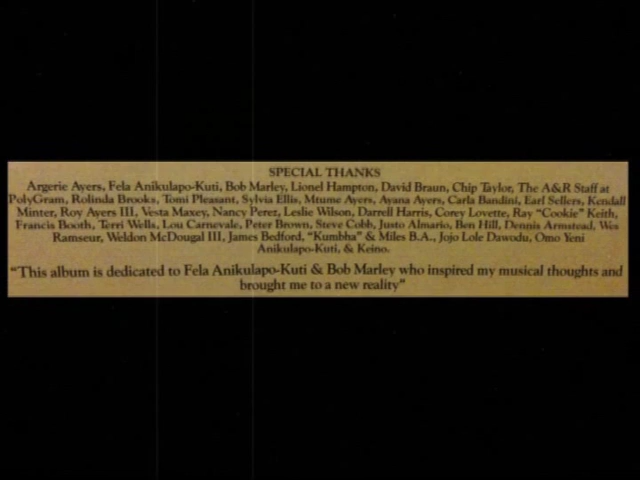 SPECIAL THANKS
Argerie Ayers, Fela Anikulapo-Kuti, Bob Marley, Lionel Hampton, David Braun, Chip Taylor, The A&R Staff at
PolyGram, Rolinda Brooks, Tomi Pleasant, Sylvia Ellis, Mtume Ayers, Ayana Ayers, Carla Bandini, Earl Sellers, Kendall
Minter, Roy Ayers III, Vesta Maxey, Nancy Perez, Leslie Wilson, Darrell Harris, Corey Lovette, Ray "Cookie" Keith,
Francis Booth, Terri Wells, Lou Carnevale, Peter Brown, Steve Cobb, Justo Almario, Ben Hill, Dennis Armstead, Wes
Ramseur, Weldon McDougal III, James Bedford, "Kumbha" & Miles B.A., Jojo Lole Dawodu, Omo Yeni
Anikulapo-Kuti, & Keino.
"This album is dedicated to Fela Anikulapo-Kuti & Bob Marley who inspired my musical thoughts and
brought me to a new reality"